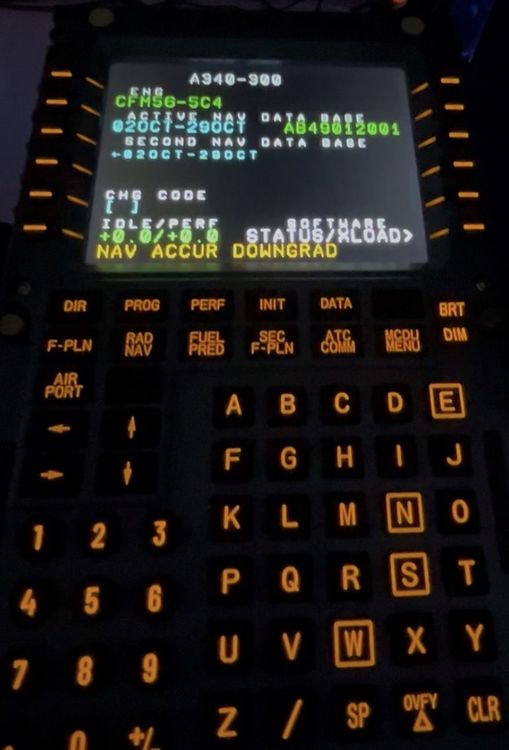 A340-300
ENG
CFM56-5C4
ACTIVE NAV DATA BASE
02OCT-29OCT AB49012001
SECOND NAV DATA BASE
←02OCT-29OCT
CHG CODE
[ ]
IDLE/PERF SOFTWARE
+0.0/+0.0 STATUS/XLOAD>
NAV ACCUR DOWNGRAD
DIR PROG PERF INIT DATA BRT
F-PLN RAD NAV FUEL PRED SEC F-PLN ATC COMM MCDU MENU DIM
AIR PORT
A B C D E
← ↑
F G H I J
→ ↓
K L M N O
1 2 3
P Q R S T
4 5 6
U V W X Y
7 8 9
Z / SP OVFY Δ CLR
0 +/-